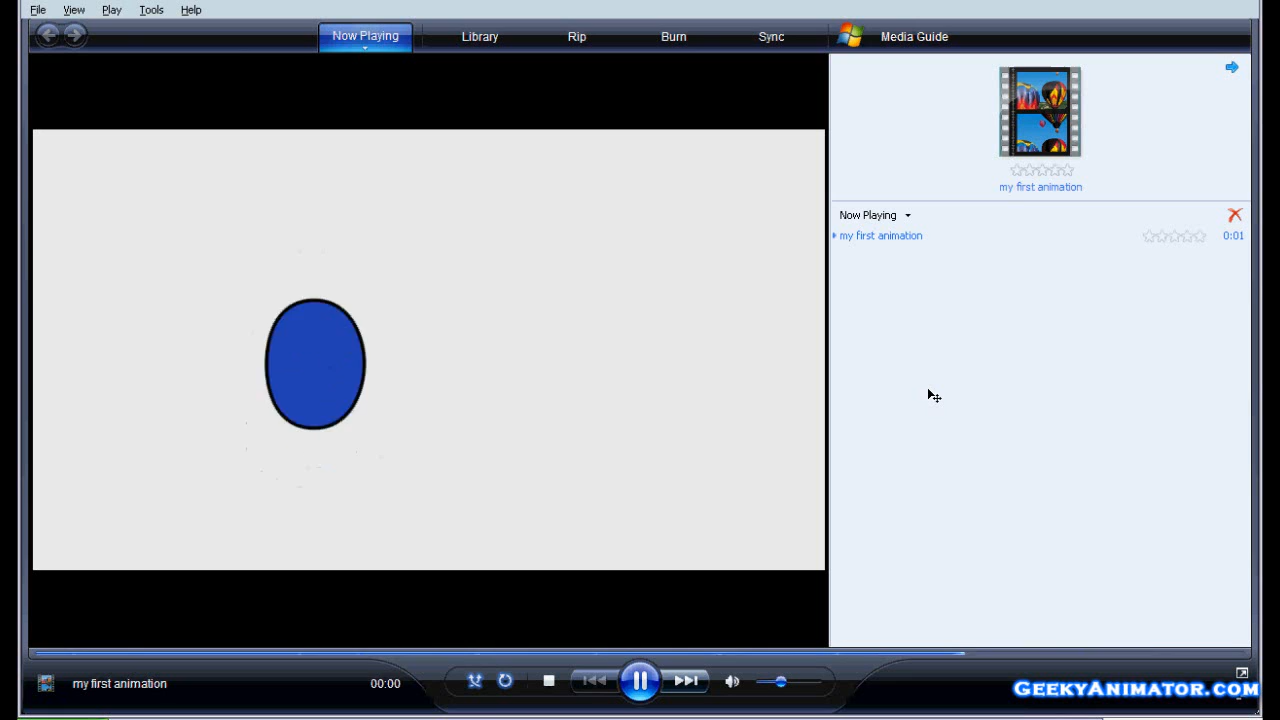 File View Play Tools Help
Now Playing Library Rip Burn Sync Media Guide
my first animation
Now Playing
my first animation 0:01
my first animation 00:00
GEEKYANIMATOR.COM